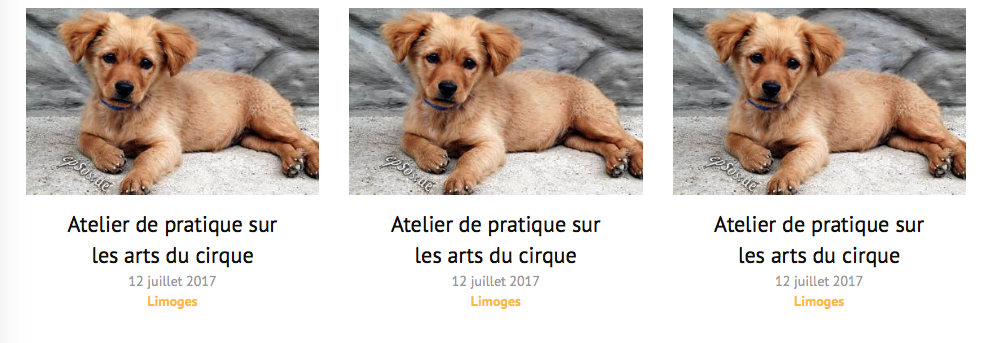 Atelier de pratique sur
les arts du cirque
12 juillet 2017
Limoges
Atelier de pratique sur
les arts du cirque
12 juillet 2017
Limoges
Atelier de pratique sur
les arts du cirque
12 juillet 2017
Limoges